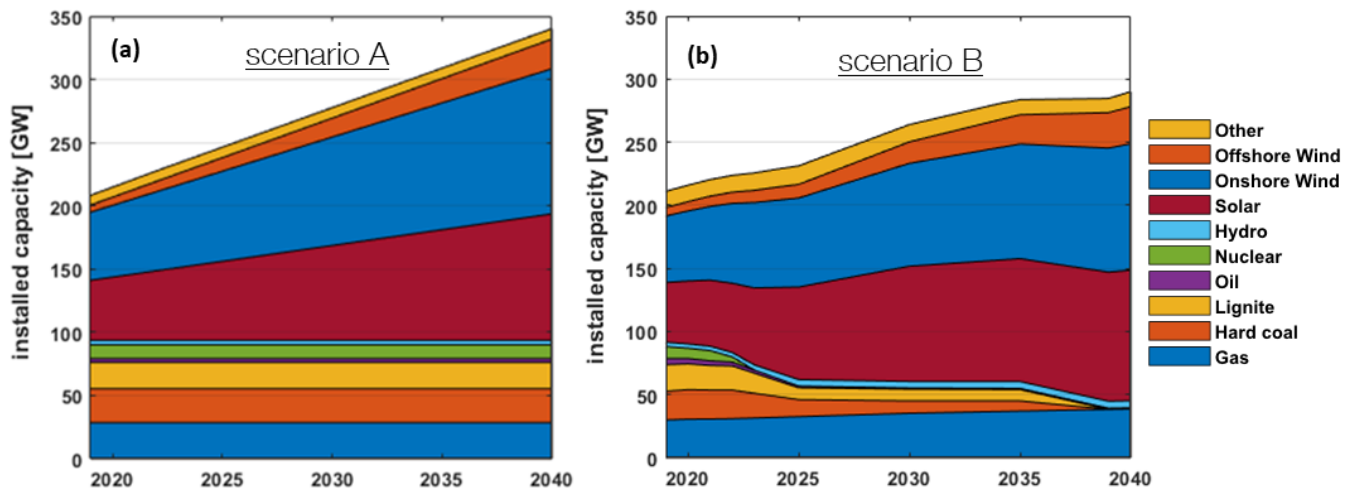 (a)
scenario A
installed capacity [GW]
350
300
250
200
150
100
50
0
2020
2025
2030
2035
2040
(b)
scenario B
installed capacity [GW]
350
300
250
200
150
100
50
0
2020
2025
2030
2035
2040
Other
Offshore Wind
Onshore Wind
Solar
Hydro
Nuclear
Oil
Lignite
Hard coal
Gas